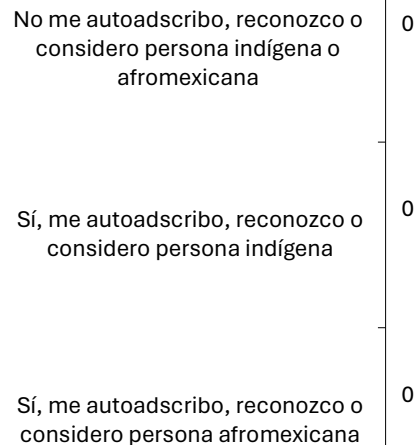 No me autoadscribo, reconozco o
considero persona indígena o
afromexicana
0
Sí, me autoadscribo, reconozco o
considero persona indígena
0
Sí, me autoadscribo, reconozco o
considero persona afromexicana
0